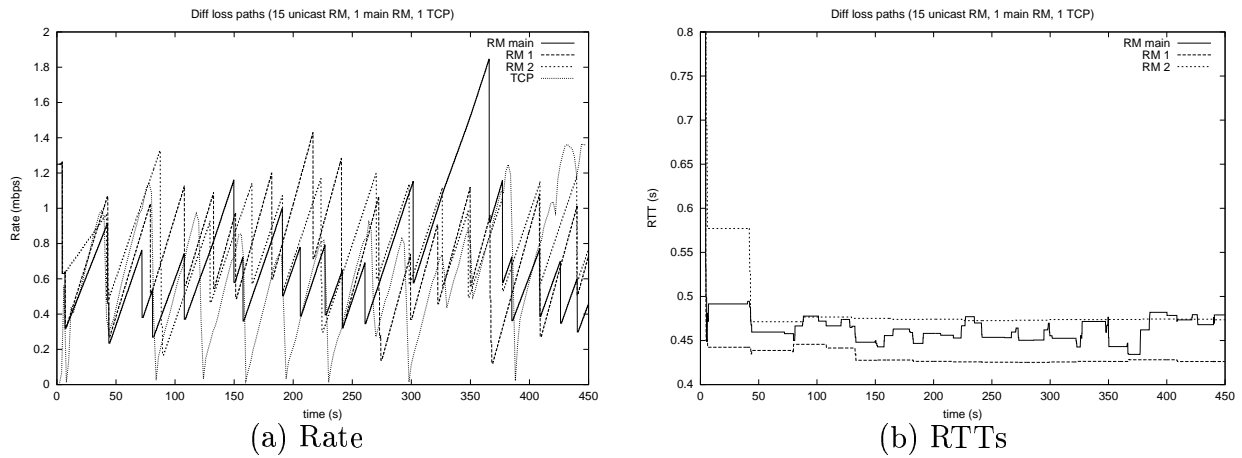 Diff loss paths (15 unicast RM, 1 main RM, 1 TCP)
2
1.8
1.6
1.4
1.2
1
0.8
0.6
0.4
0.2
0
Rate (mbps)
RM main
RM 1
RM 2
TCP
0 50 100 150 200 250 300 350 400 450
time (s)
(a) Rate
Diff loss paths (15 unicast RM, 1 main RM, 1 TCP)
0.8
0.75
0.7
0.65
0.6
0.55
0.5
0.45
0.4
RTT (s)
RM main
RM 1
RM 2
0 50 100 150 200 250 300 350 400 450
time (s)
(b) RTTs